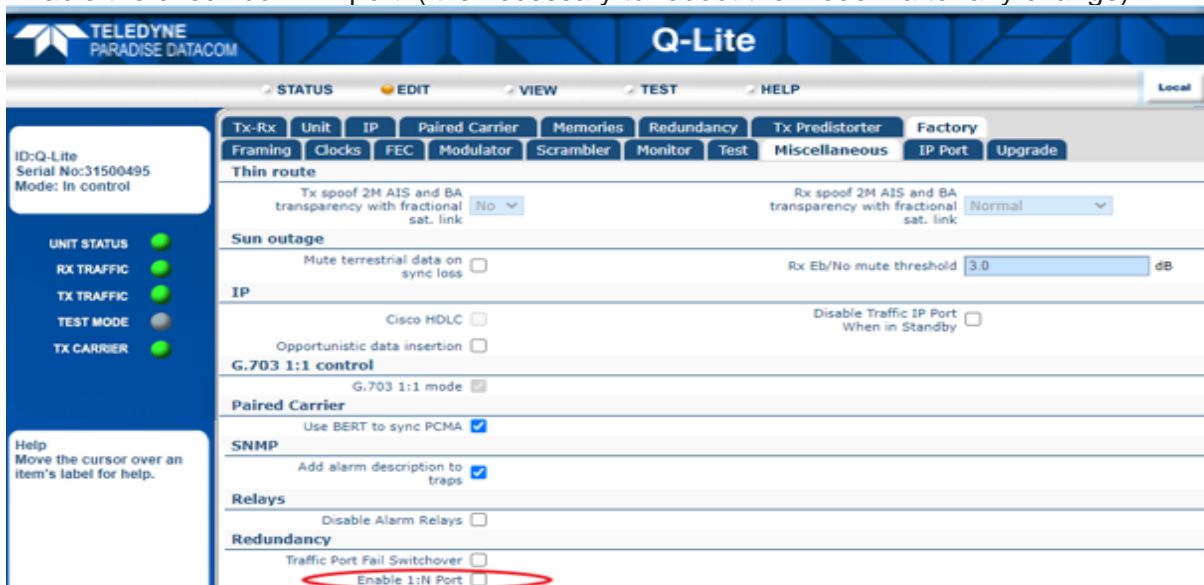 TELEDYNE
PARADISE DATACOM
Q-Lite
STATUS EDIT VIEW TEST HELP Local
Tx-Rx Unit IP Paired Carrier Memories Redundancy Tx Predistorter Factory
Framing Clocks FEC Modulator Scrambler Monitor Test Miscellaneous IP Port Upgrade
ID:Q-Lite
Serial No:31500495
Mode: In control
UNIT STATUS
RX TRAFFIC
TX TRAFFIC
TEST MODE
TX CARRIER
Help
Move the cursor over an
item's label for help.
Thin route
Tx spoof 2M AIS and BA
transparency with fractional No
sat. link
Rx spoof 2M AIS and BA
transparency with fractional Normal
sat. link
Sun outage
Mute terrestrial data on
sync loss
Rx Eb/No mute threshold 3.0 dB
IP
Cisco HDLC
Disable Traffic IP Port
When in Standby
Opportunistic data insertion
G.703 1:1 control
G.703 1:1 mode
Paired Carrier
Use BERT to sync PCMA
SNMP
Add alarm description to
traps
Relays
Disable Alarm Relays
Redundancy
Traffic Port Fail Switchover
Enable 1:N Port